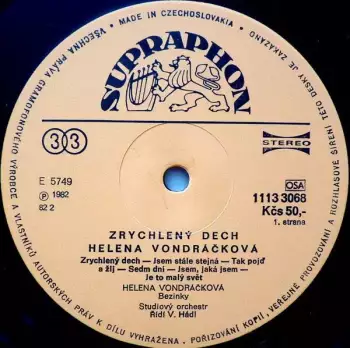 VŠECHNA PRÁVA GRAMOFONOVÉHO VÝROBCE A VLASTNÍKŮ AUTORSKÝCH PRÁV K DÍLU VYHRAŽENA. POŘIZOVÁNÍ KOPIÍ, VEŘEJNÉ PROVOZOVÁNÍ A ROZHLASOVÉ ŠÍŘENÍ TÉTO DESKY JE ZAKÁZÁNO
• MADE IN CZECHOSLOVAKIA •
SUPRAPHON
33
STEREO
E 5749
Ⓟ 1982
82 2
OSA
1113 3068
Kčs 50,-
1. strana
ZRYCHLENÝ DECH
HELENA VONDRÁČKOVÁ
Zrychlený dech — Jsem stále stejná — Tak pojď
a žij — Sedm dní — Jsem, jaká jsem —
Je to malý svět
HELENA VONDRÁČKOVÁ
Bezinky
Studiový orchestr
Řídí V. Hádl